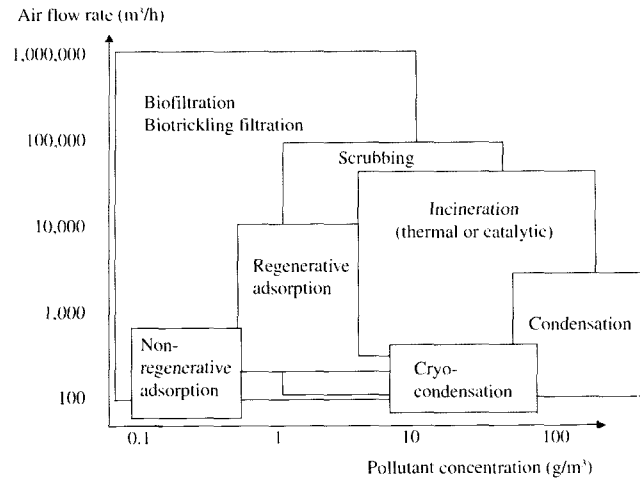 Air flow rate (m³/h)
1,000,000
Biofiltration
Biotrickling filtration
100,000
Scrubbing
Incineration
(thermal or catalytic)
10,000
Regenerative
adsorption
1,000
Condensation
Non-
regenerative
adsorption
Cryo-
condensation
100
0.1
1
10
100
Pollutant concentration (g/m³)